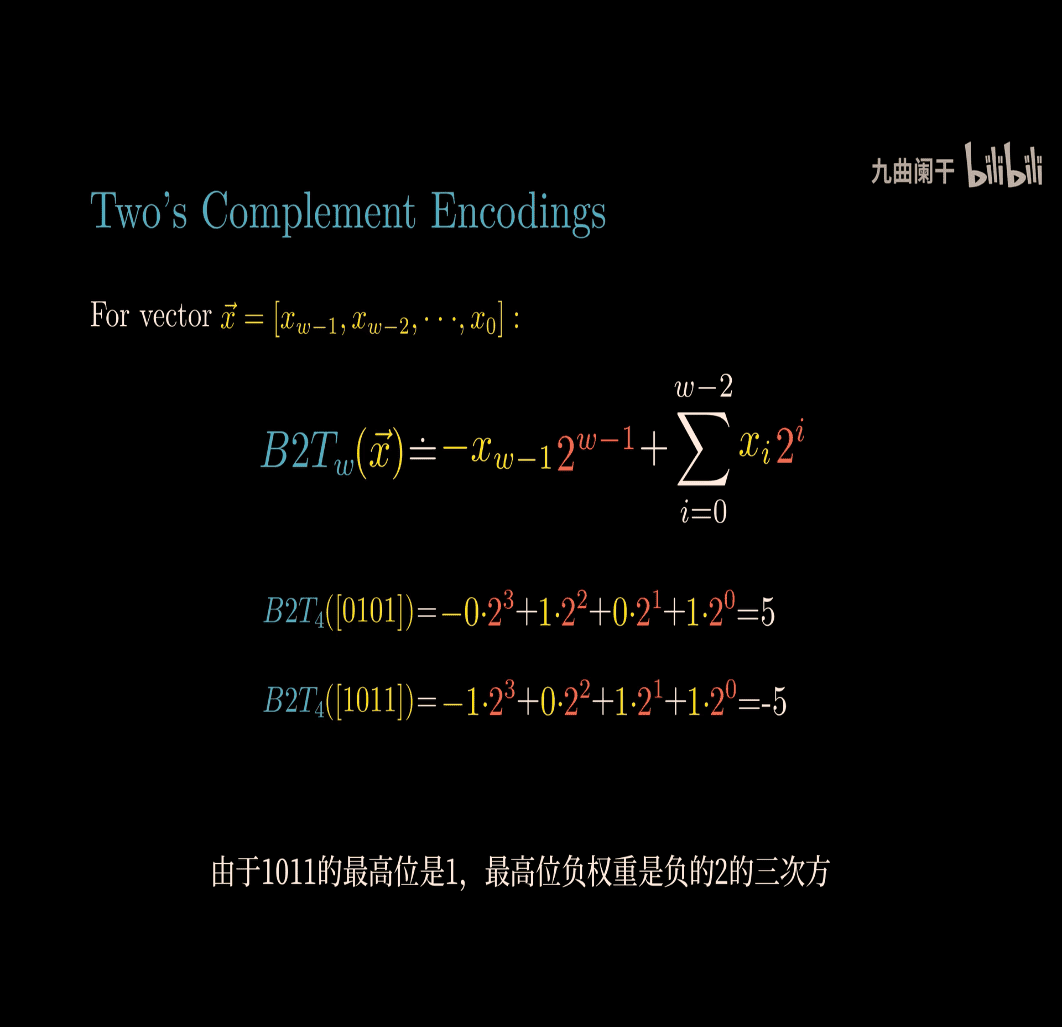 九曲阑干 bilibili
Two's Complement Encodings
For vector $\vec{x} = [x_{w-1}, x_{w-2}, \cdots, x_0]$ :
$B2T_w(\vec{x}) \doteq -x_{w-1}2^{w-1} + \sum_{i=0}^{w-2} x_i 2^i$
$B2T_4([0101]) = -0 \cdot 2^3 + 1 \cdot 2^2 + 0 \cdot 2^1 + 1 \cdot 2^0 = 5$
$B2T_4([1011]) = -1 \cdot 2^3 + 0 \cdot 2^2 + 1 \cdot 2^1 + 1 \cdot 2^0 = -5$
由于1011的最高位是1，最高位负权重是负的2的三次方